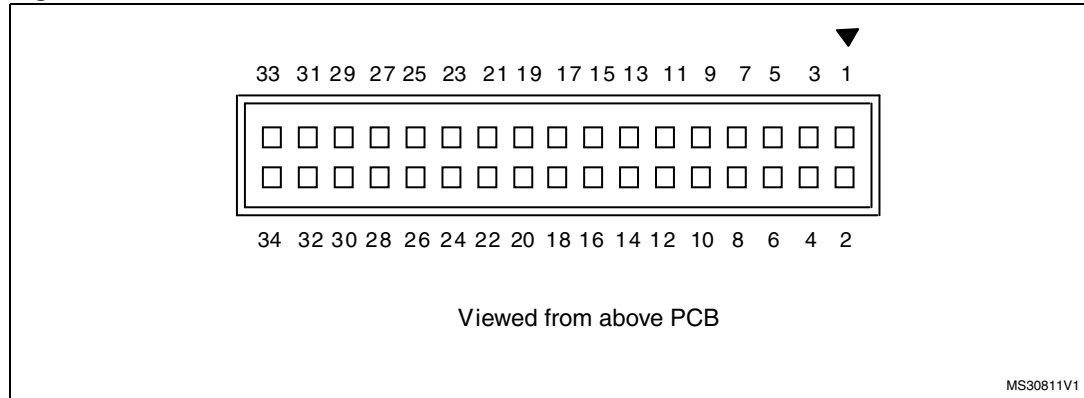 33 31 29 27 25 23 21 19 17 15 13 11 9 7 5 3 1
34 32 30 28 26 24 22 20 18 16 14 12 10 8 6 4 2
Viewed from above PCB
MS30811V1